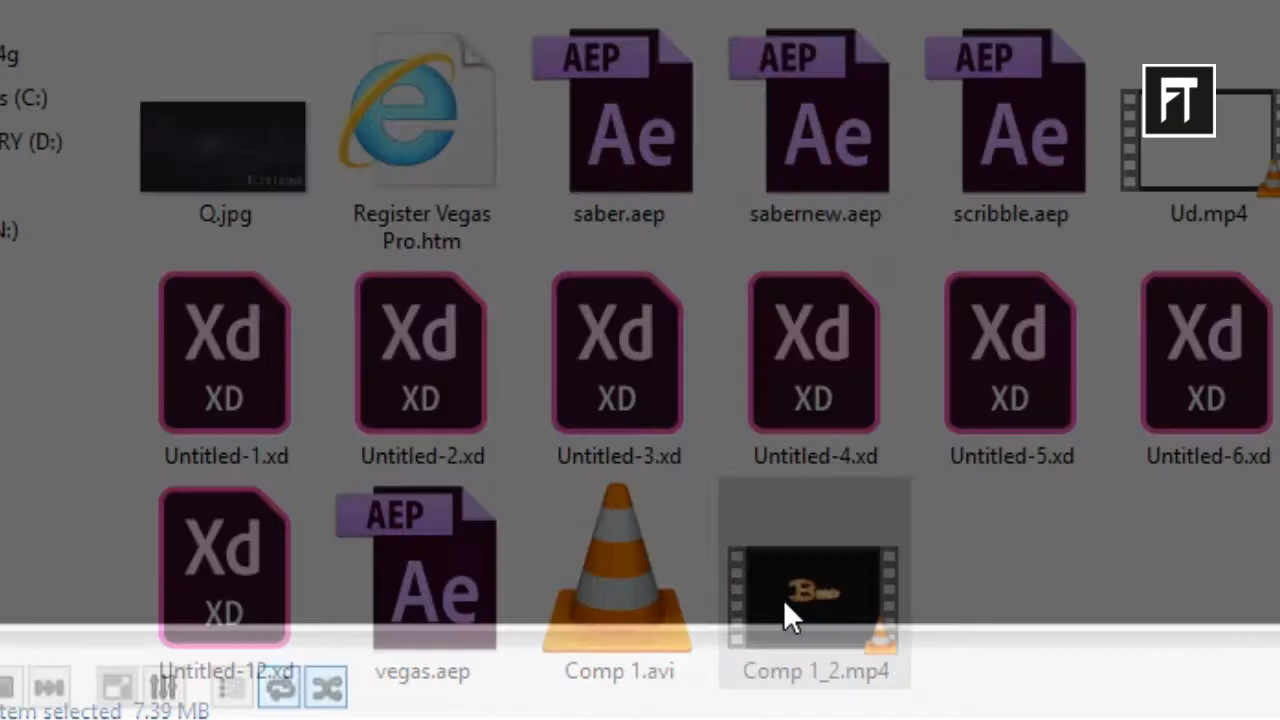 4g
s (C:)
RY (D:)
N:)
AEP
Ae
AEP
Ae
AEP
Ae
FT
Q.jpg
Register Vegas
Pro.htm
saber.aep
sabernew.aep
scribble.aep
Ud.mp4
Xd
XD
Xd
XD
Xd
XD
Xd
XD
Xd
XD
Xd
XD
Untitled-1.xd
Untitled-2.xd
Untitled-3.xd
Untitled-4.xd
Untitled-5.xd
Untitled-6.xd
Xd
XD
AEP
Ae
Untitled-12.xd
vegas.aep
Comp 1.avi
Comp 1_2.mp4
tem selected 7.39 MB